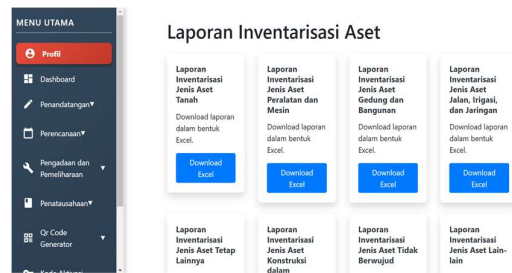 MENU UTAMA
Profil
Dashboard
Penandatangan▼
Perencanaan▼
Pengadaan dan
Pemeliharaan
▼
Penatausahaan▼
Qr Code
Generator
▼
Kode Aktivasi
Laporan Inventarisasi Aset
Laporan
Inventarisasi
Jenis Aset
Tanah
Download laporan
dalam bentuk
Excel.
Download
Excel
Laporan
Inventarisasi
Jenis Aset
Peralatan dan
Mesin
Download laporan
dalam bentuk
Excel.
Download
Excel
Laporan
Inventarisasi
Jenis Aset
Gedung dan
Bangunan
Download laporan
dalam bentuk
Excel.
Download
Excel
Laporan
Inventarisasi
Jenis Aset
Jalan, Irigasi,
dan Jaringan
Download laporan
dalam bentuk
Excel.
Download
Excel
Laporan
Inventarisasi
Jenis Aset Tetap
Lainnya
Laporan
Inventarisasi
Jenis Aset
Konstruksi
dalam
Laporan
Inventarisasi
Jenis Aset Tidak
Berwujud
Laporan
Inventarisasi
Jenis Aset Lain-
lain